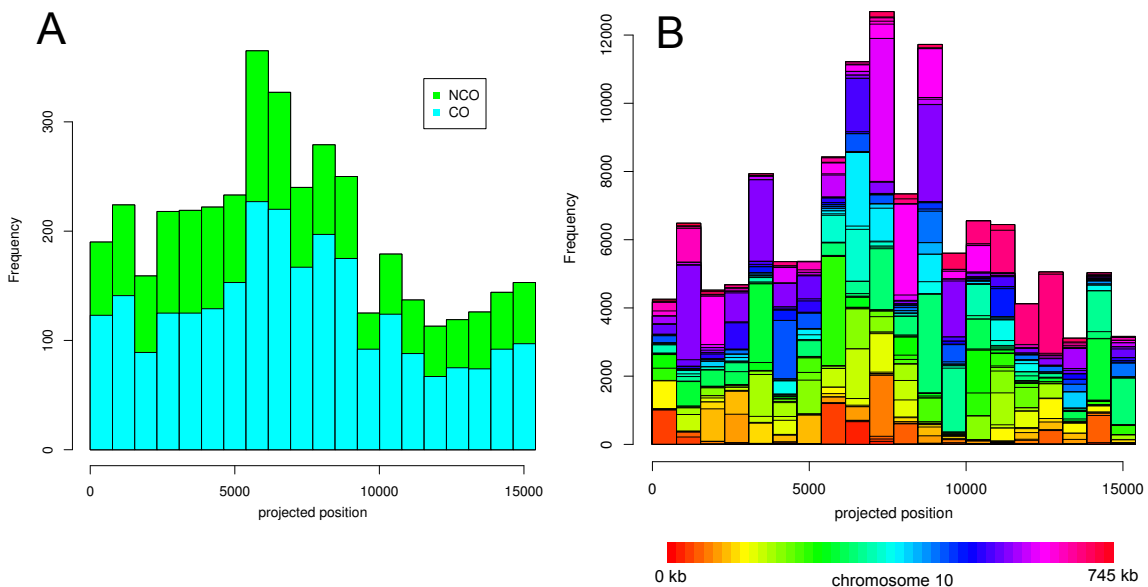 A
Frequency
300
200
100
0
NCO
CO
0 5000 10000 15000
projected position
B
Frequency
12000
10000
8000
6000
4000
2000
0
0 5000 10000 15000
projected position
0 kb chromosome 10 745 kb